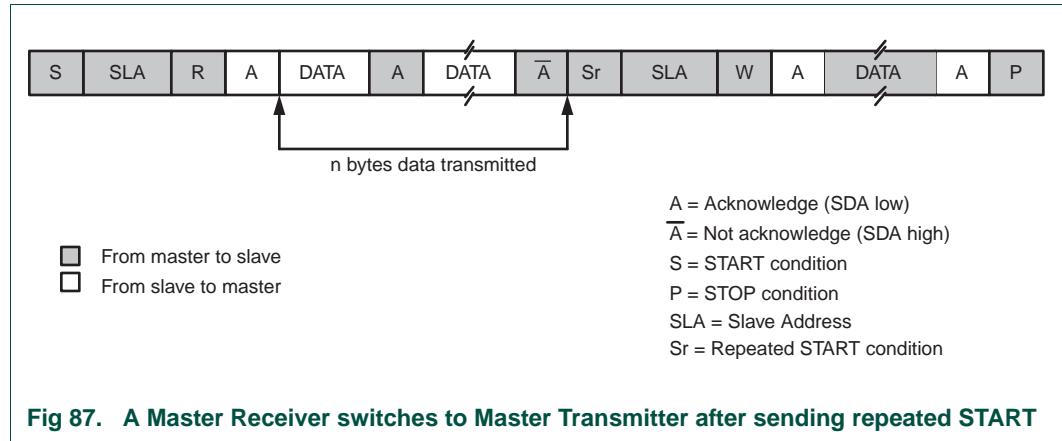 S SLA R A DATA A DATA A̅ Sr SLA W A DATA A P
n bytes data transmitted
From master to slave
From slave to master
A = Acknowledge (SDA low)
A̅ = Not acknowledge (SDA high)
S = START condition
P = STOP condition
SLA = Slave Address
Sr = Repeated START condition
Fig 87. A Master Receiver switches to Master Transmitter after sending repeated START